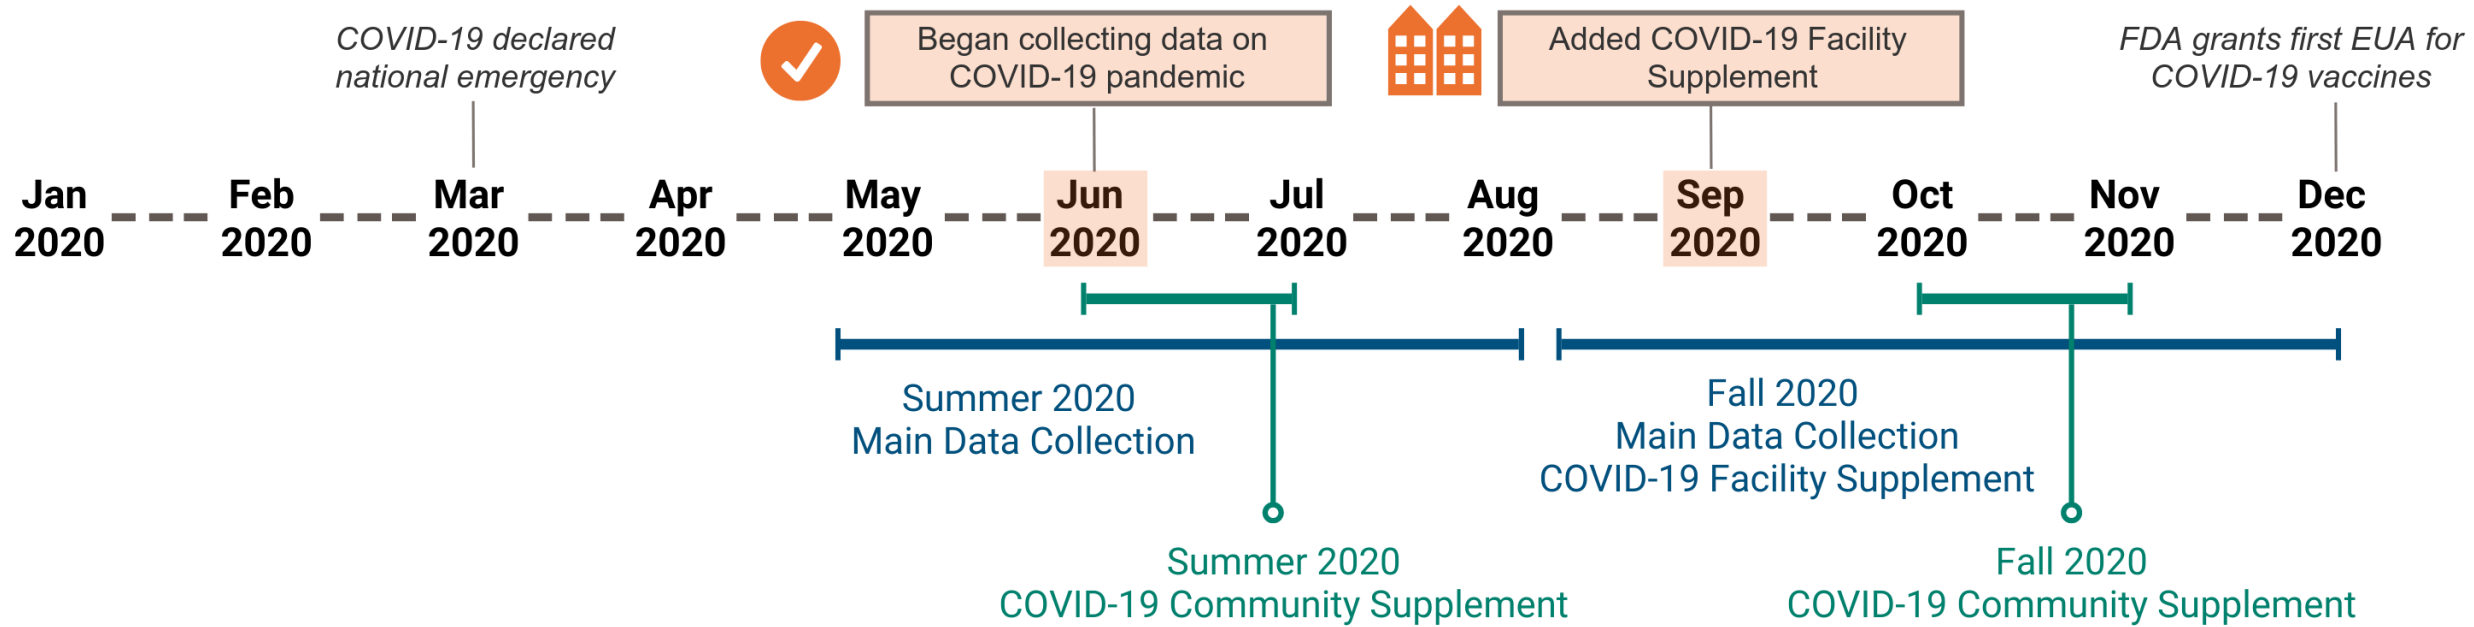 COVID-19 declared
national emergency
Began collecting data on
COVID-19 pandemic
Added COVID-19 Facility
Supplement
FDA grants first EUA for
COVID-19 vaccines
Jan
2020
Feb
2020
Mar
2020
Apr
2020
May
2020
Jun
2020
Jul
2020
Aug
2020
Sep
2020
Oct
2020
Nov
2020
Dec
2020
Summer 2020
Main Data Collection
Fall 2020
Main Data Collection
COVID-19 Facility Supplement
Summer 2020
COVID-19 Community Supplement
Fall 2020
COVID-19 Community Supplement